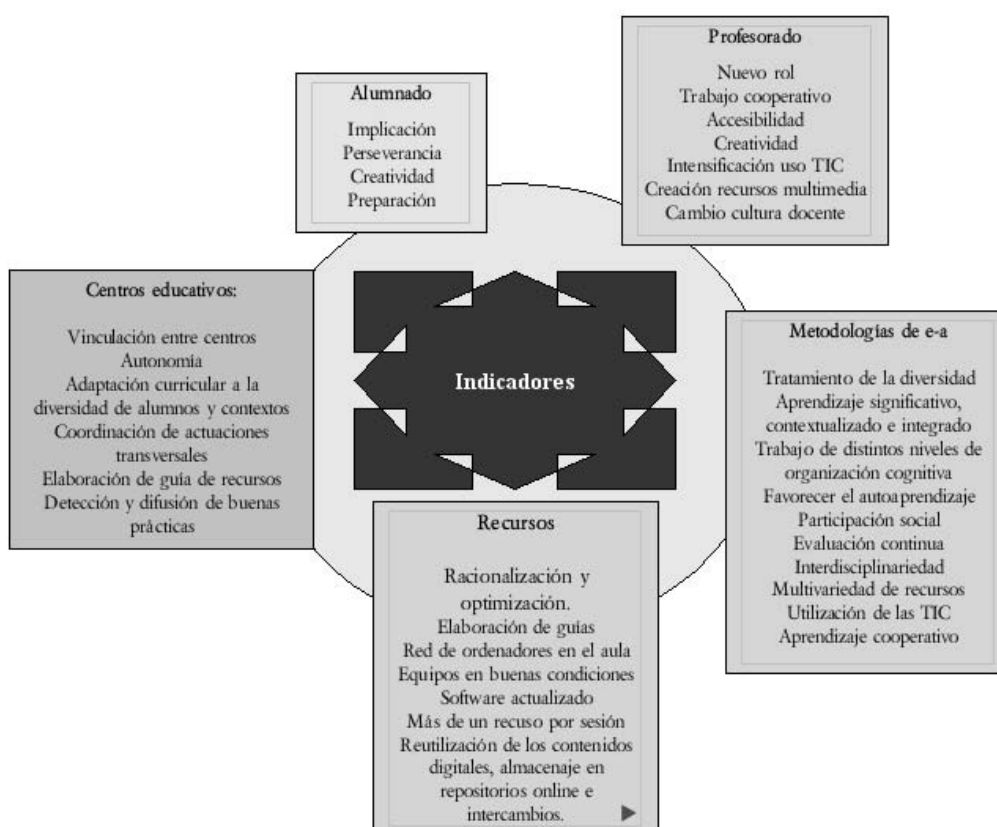 Profesorado
Nuevo rol
Trabajo cooperativo
Accesibilidad
Creatividad
Intensificación uso TIC
Creación recursos multimedia
Cambio cultura docente
Alumnado
Implicación
Perseverancia
Creatividad
Preparación
Centros educativos:
Vinculación entre centros
Autonomía
Adaptación curricular a la
diversidad de alumnos y contextos
Coordinación de actuaciones
transversales
Elaboración de guía de recursos
Detección y difusión de buenas
prácticas
Indicadores
Metodologías de e-a
Tratamiento de la diversidad
Aprendizaje significativo,
contextualizado e integrado
Trabajo de distintos niveles de
organización cognitiva
Favorecer el autoaprendizaje
Participación social
Evaluación continua
Interdisciplinariedad
Multivariedad de recursos
Utilización de las TIC
Aprendizaje cooperativo
Recursos
Racionalización y
optimización.
Elaboración de guías
Red de ordenadores en el aula
Equipos en buenas condiciones
Software actualizado
Más de un recuso por sesión
Reutilización de los contenidos
digitales, almacenaje en
repositorios online e
intercambios.